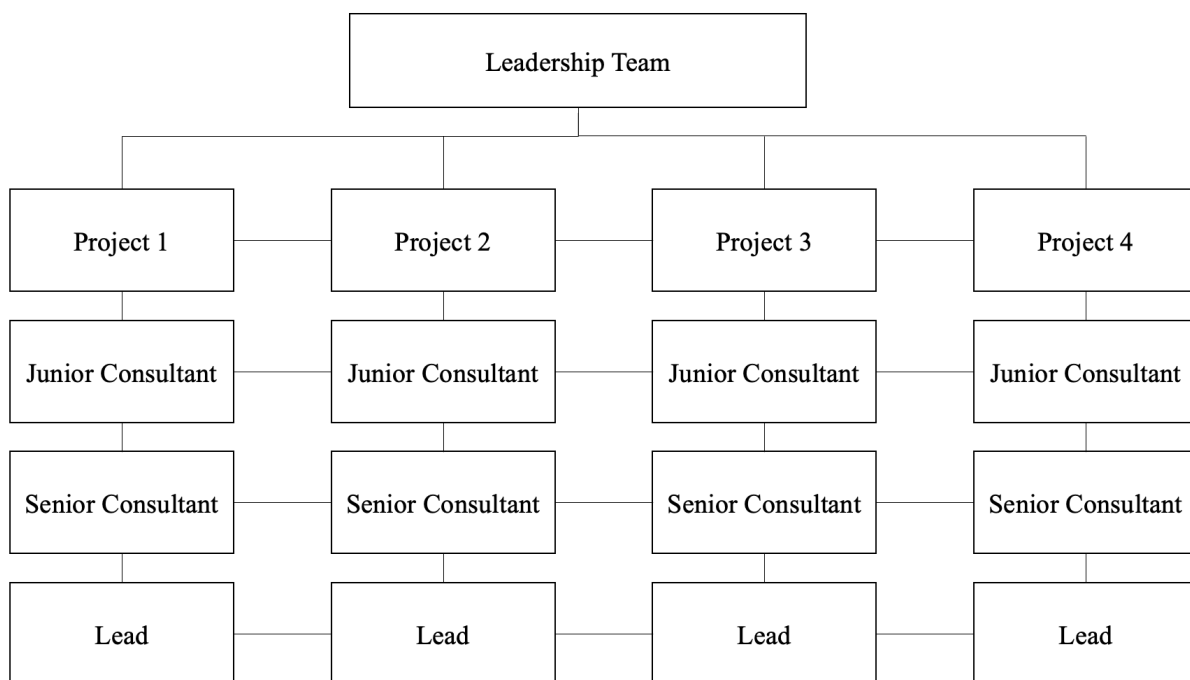 Leadership Team
Project 1
Project 2
Project 3
Project 4
Junior Consultant
Junior Consultant
Junior Consultant
Junior Consultant
Senior Consultant
Senior Consultant
Senior Consultant
Senior Consultant
Lead
Lead
Lead
Lead